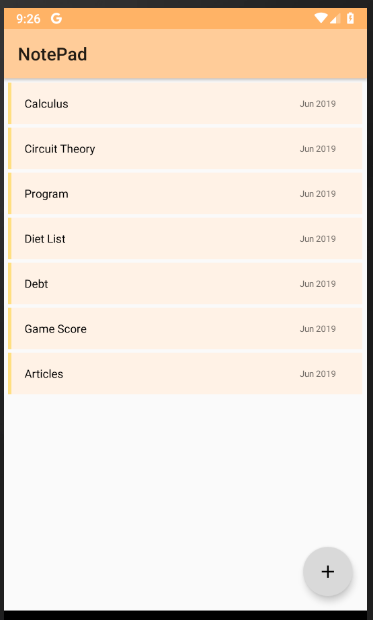 9:26 G
NotePad
Calculus Jun 2019
Circuit Theory Jun 2019
Program Jun 2019
Diet List Jun 2019
Debt Jun 2019
Game Score Jun 2019
Articles Jun 2019
+